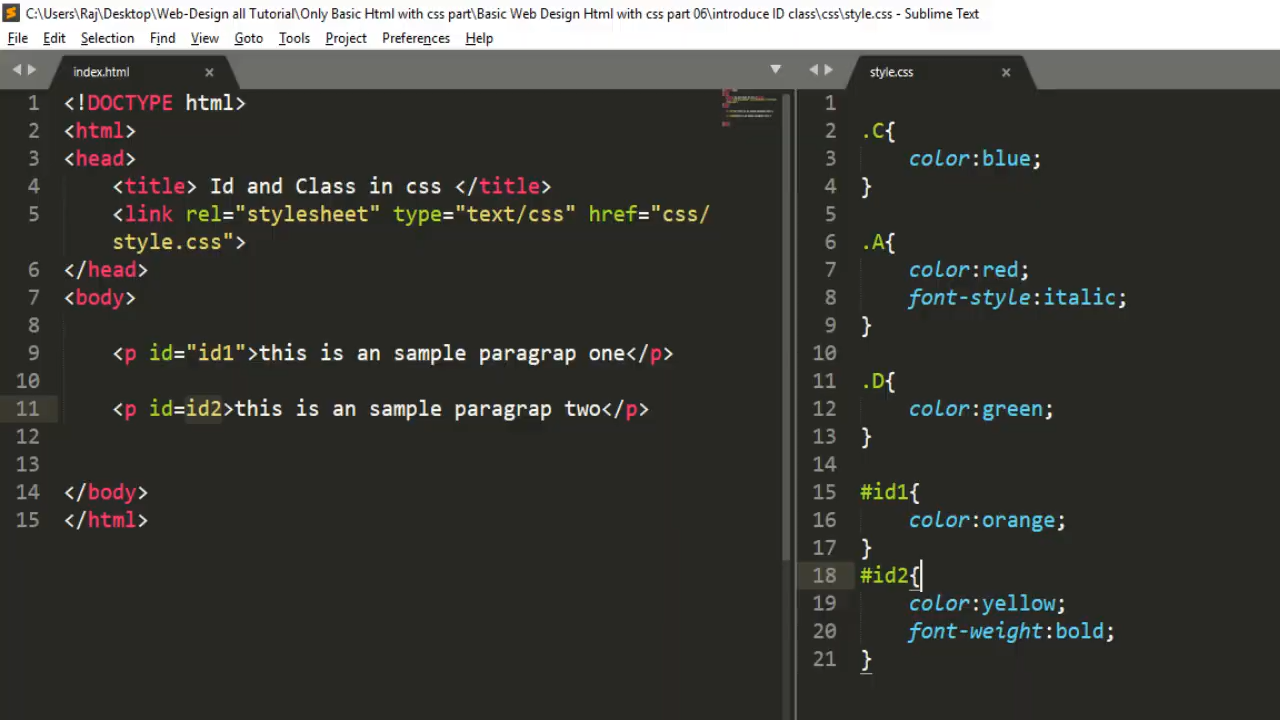 C:\Users\Raj\Desktop\Web-Design all Tutorial\Only Basic Html with css part\Basic Web Design Html with css part 06\introduce ID class\css\style.css - Sublime Text
File Edit Selection Find View Goto Tools Project Preferences Help
index.html
1 <!DOCTYPE html>
2 <html>
3 <head>
4 <title> Id and Class in css </title>
5 <link rel="stylesheet" type="text/css" href="css/
style.css">
6 </head>
7 <body>
8
9 <p id="id1">this is an sample paragrap one</p>
10
11 <p id=id2>this is an sample paragrap two</p>
12
13
14 </body>
15 </html>
style.css
1
2 .C{
3 color:blue;
4 }
5
6 .A{
7 color:red;
8 font-style:italic;
9 }
10
11 .D{
12 color:green;
13 }
14
15 #id1{
16 color:orange;
17 }
18 #id2{
19 color:yellow;
20 font-weight:bold;
21 }